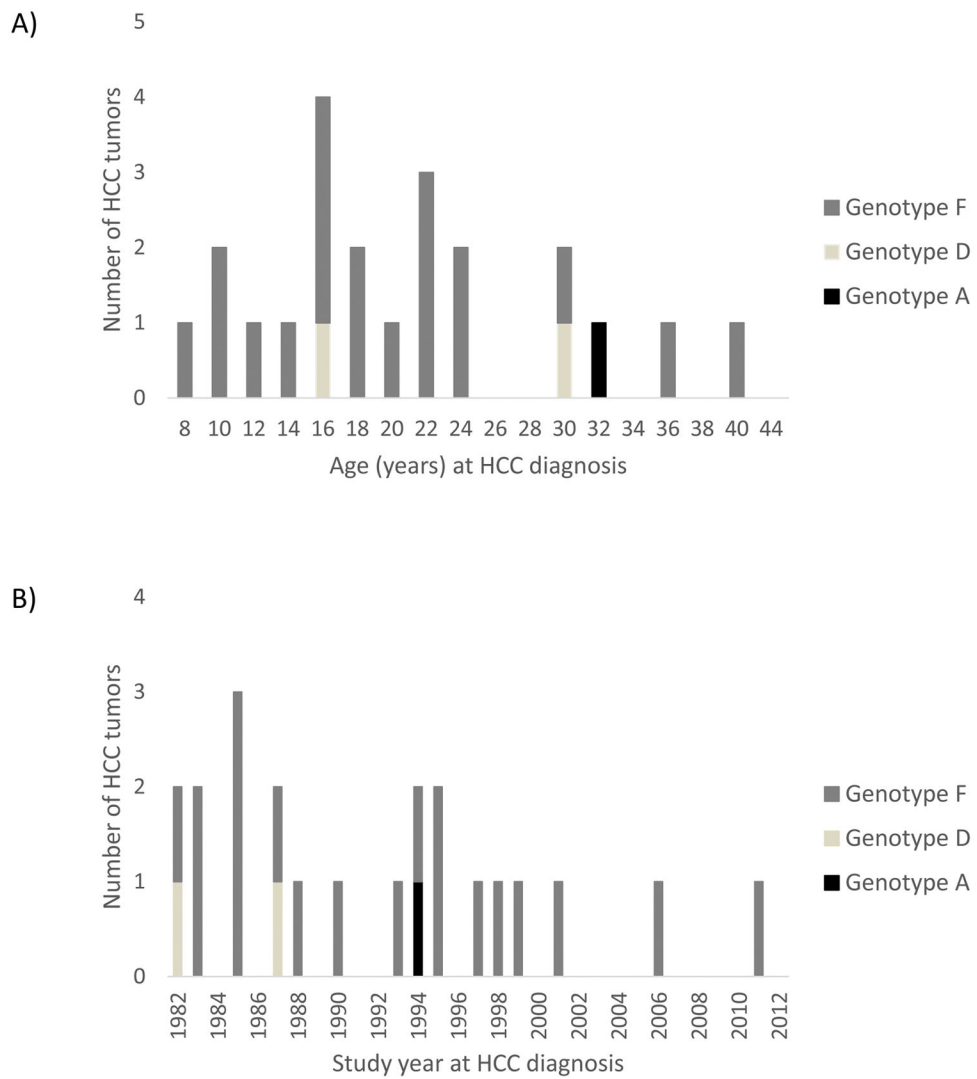 A)
5
4
3
2
1
0
Number of HCC tumors
8 10 12 14 16 18 20 22 24 26 28 30 32 34 36 38 40 44
Age (years) at HCC diagnosis
Genotype F
Genotype D
Genotype A
B)
4
3
2
1
0
Number of HCC tumors
1982 1984 1986 1988 1990 1992 1994 1996 1998 2000 2002 2004 2006 2008 2010 2012
Study year at HCC diagnosis
Genotype F
Genotype D
Genotype A